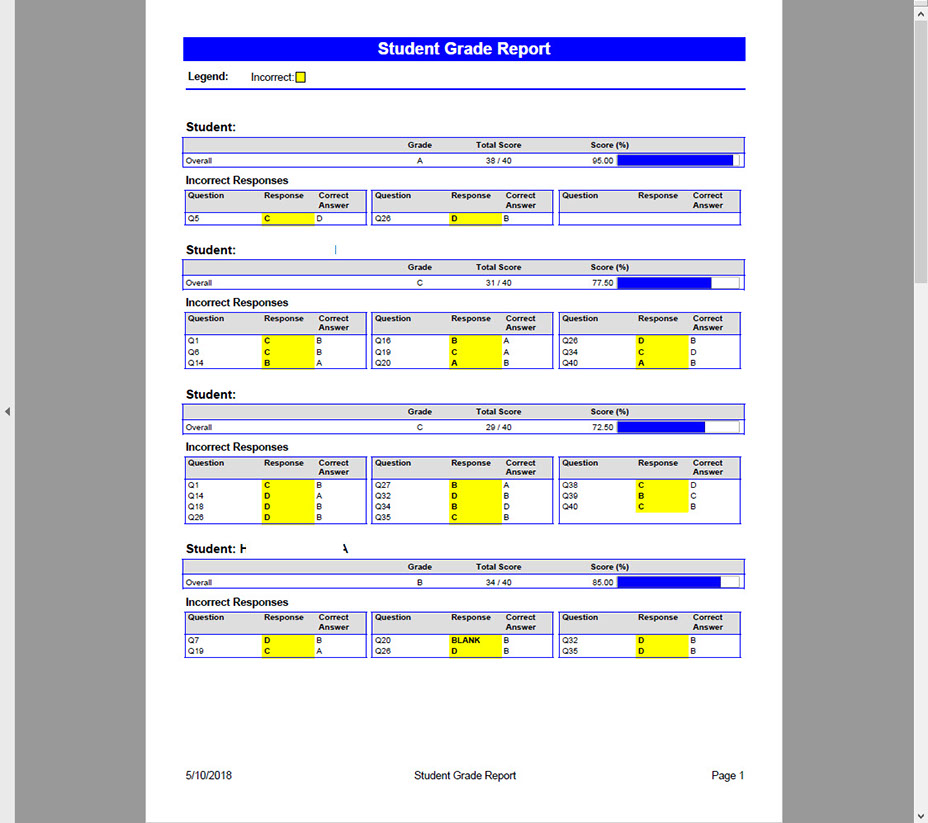 Student Grade Report
Legend: Incorrect:
Student:
Grade Total Score Score (%)
Overall A 38 / 40 95.00
Incorrect Responses
Question Response Correct Answer Question Response Correct Answer Question Response Correct Answer
Q5 C D Q26 D B
Student:
Grade Total Score Score (%)
Overall C 31 / 40 77.50
Incorrect Responses
Question Response Correct Answer Question Response Correct Answer Question Response Correct Answer
Q1 C B Q16 B A Q26 D B
Q6 C B Q19 C A Q34 C D
Q14 B A Q20 A B Q40 A B
Student:
Grade Total Score Score (%)
Overall C 29 / 40 72.50
Incorrect Responses
Question Response Correct Answer Question Response Correct Answer Question Response Correct Answer
Q1 C B Q27 B A Q38 C D
Q14 D A Q32 D B Q39 B C
Q18 D B Q34 B D Q40 C B
Q26 D B Q35 C B
Student:
Grade Total Score Score (%)
Overall B 34 / 40 85.00
Incorrect Responses
Question Response Correct Answer Question Response Correct Answer Question Response Correct Answer
Q7 D B Q20 BLANK B Q32 D B
Q19 C A Q26 D B Q35 D B
5/10/2018 Student Grade Report Page 1